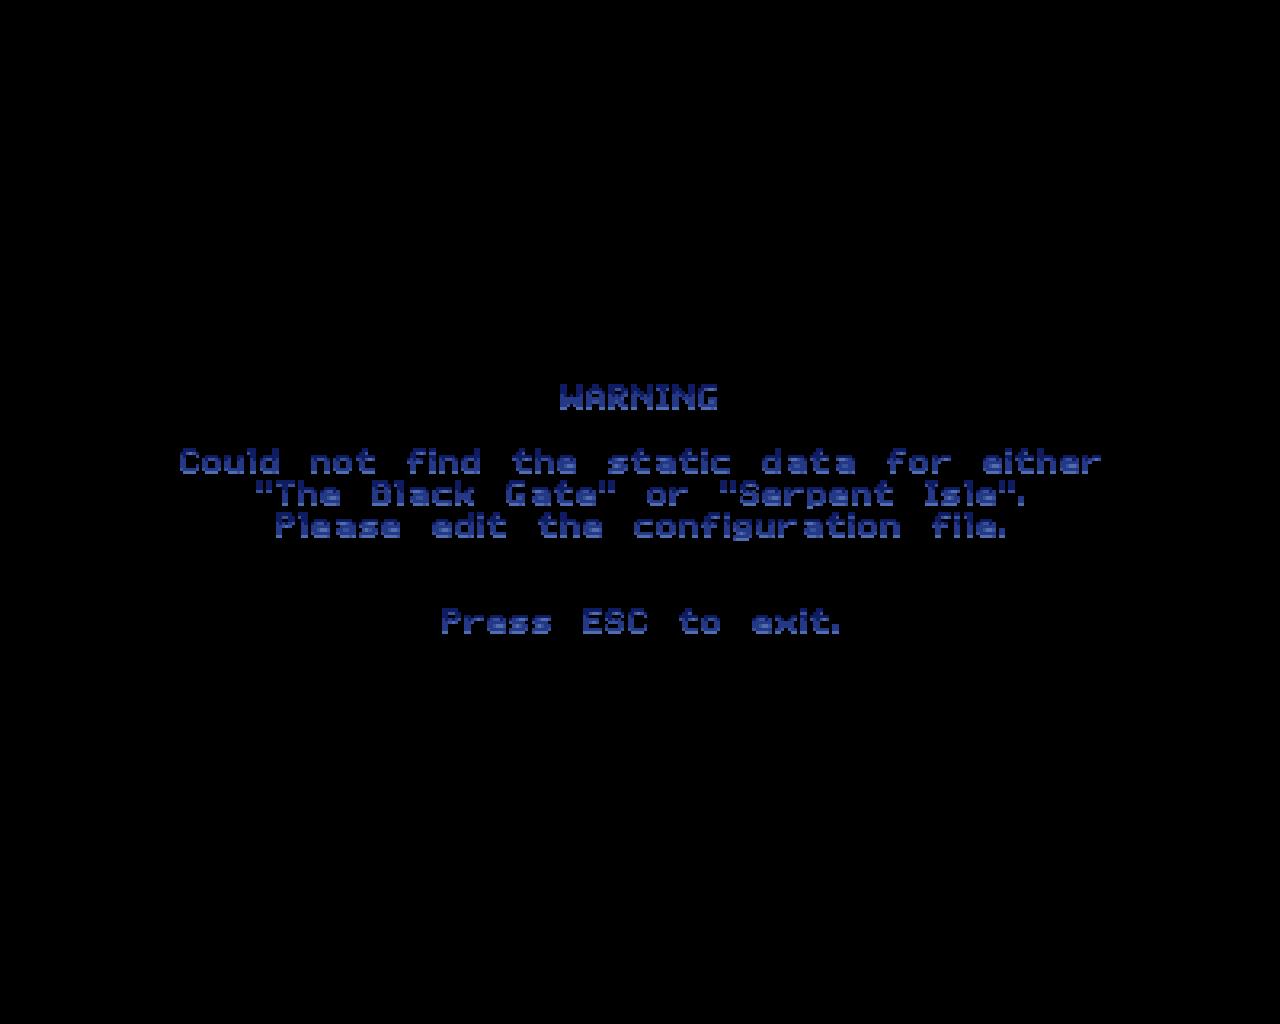 WARNING
Could not find the static data for either
"The Black Gate" or "Serpent Isle".
Please edit the configuration file.
Press ESC to exit.